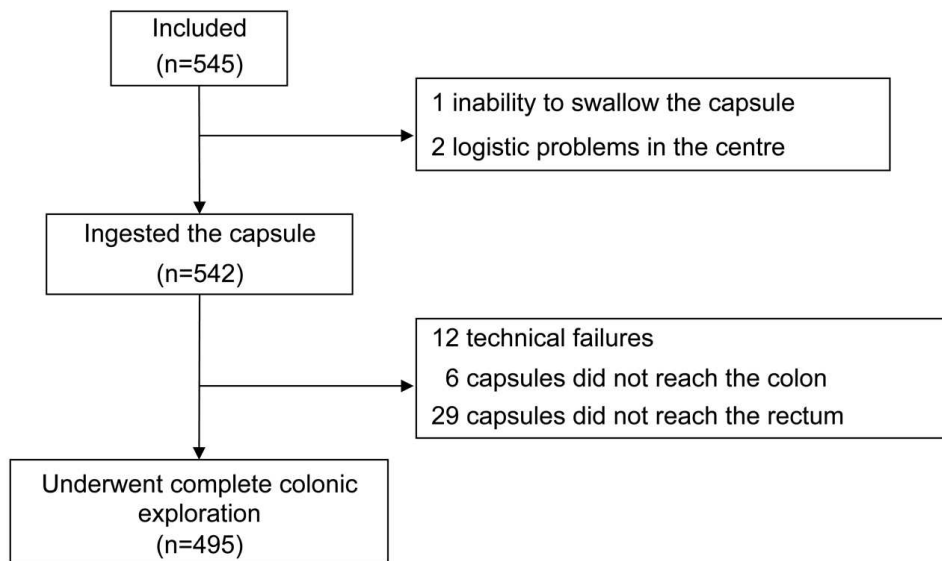 Included
(n=545)
1 inability to swallow the capsule
2 logistic problems in the centre
Ingested the capsule
(n=542)
12 technical failures
6 capsules did not reach the colon
29 capsules did not reach the rectum
Underwent complete colonic
exploration
(n=495)